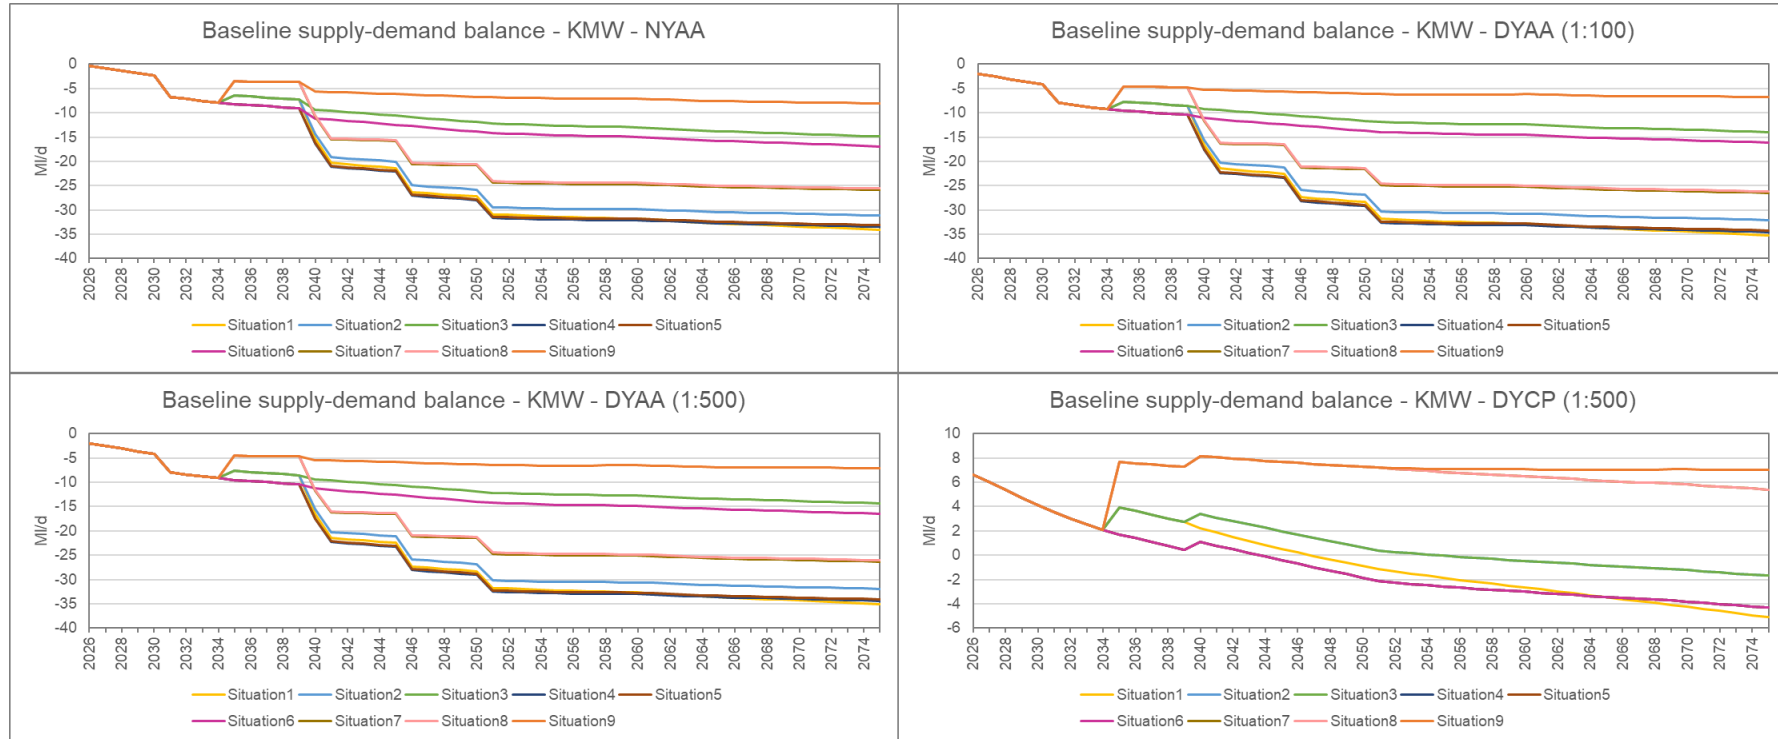 Baseline supply-demand balance - KMW - NYAA
0
-5
-10
-15
-20
-25
-30
-35
-40
Ml/d
2026 2028 2030 2032 2034 2036 2038 2040 2042 2044 2046 2048 2050 2052 2054 2056 2058 2060 2062 2064 2066 2068 2070 2072 2074
Situation1 Situation2 Situation3 Situation4 Situation5
Situation6 Situation7 Situation8 Situation9
Baseline supply-demand balance - KMW - DYAA (1:100)
0
-5
-10
-15
-20
-25
-30
-35
-40
Ml/d
2026 2028 2030 2032 2034 2036 2038 2040 2042 2044 2046 2048 2050 2052 2054 2056 2058 2060 2062 2064 2066 2068 2070 2072 2074
Situation1 Situation2 Situation3 Situation4 Situation5
Situation6 Situation7 Situation8 Situation9
Baseline supply-demand balance - KMW - DYAA (1:500)
0
-5
-10
-15
-20
-25
-30
-35
-40
Ml/d
2026 2028 2030 2032 2034 2036 2038 2040 2042 2044 2046 2048 2050 2052 2054 2056 2058 2060 2062 2064 2066 2068 2070 2072 2074
Situation1 Situation2 Situation3 Situation4 Situation5
Situation6 Situation7 Situation8 Situation9
Baseline supply-demand balance - KMW - DYCP (1:500)
10
8
6
4
2
0
-2
-4
-6
Ml/d
2026 2028 2030 2032 2034 2036 2038 2040 2042 2044 2046 2048 2050 2052 2054 2056 2058 2060 2062 2064 2066 2068 2070 2072 2074
Situation1 Situation2 Situation3 Situation4 Situation5
Situation6 Situation7 Situation8 Situation9